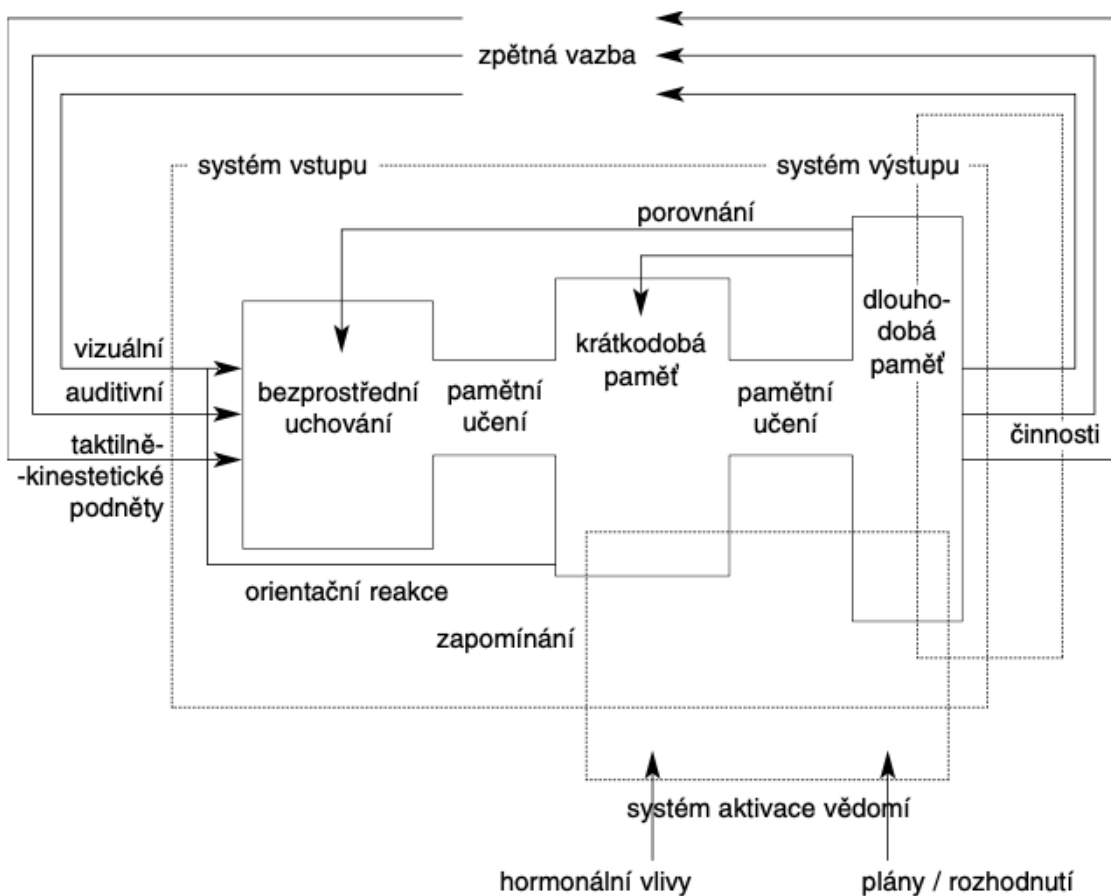 zpětná vazba
systém vstupu
systém výstupu
porovnání
dlouho-
dobá
paměť
krátkodobá
paměť
vizuální
auditivní
taktilně-
-kinestetické
podněty
bezprostřední
uchování
pamětní
učení
pamětní
učení
činnosti
orientační reakce
zapomínání
systém aktivace vědomí
hormonální vlivy
plány / rozhodnutí